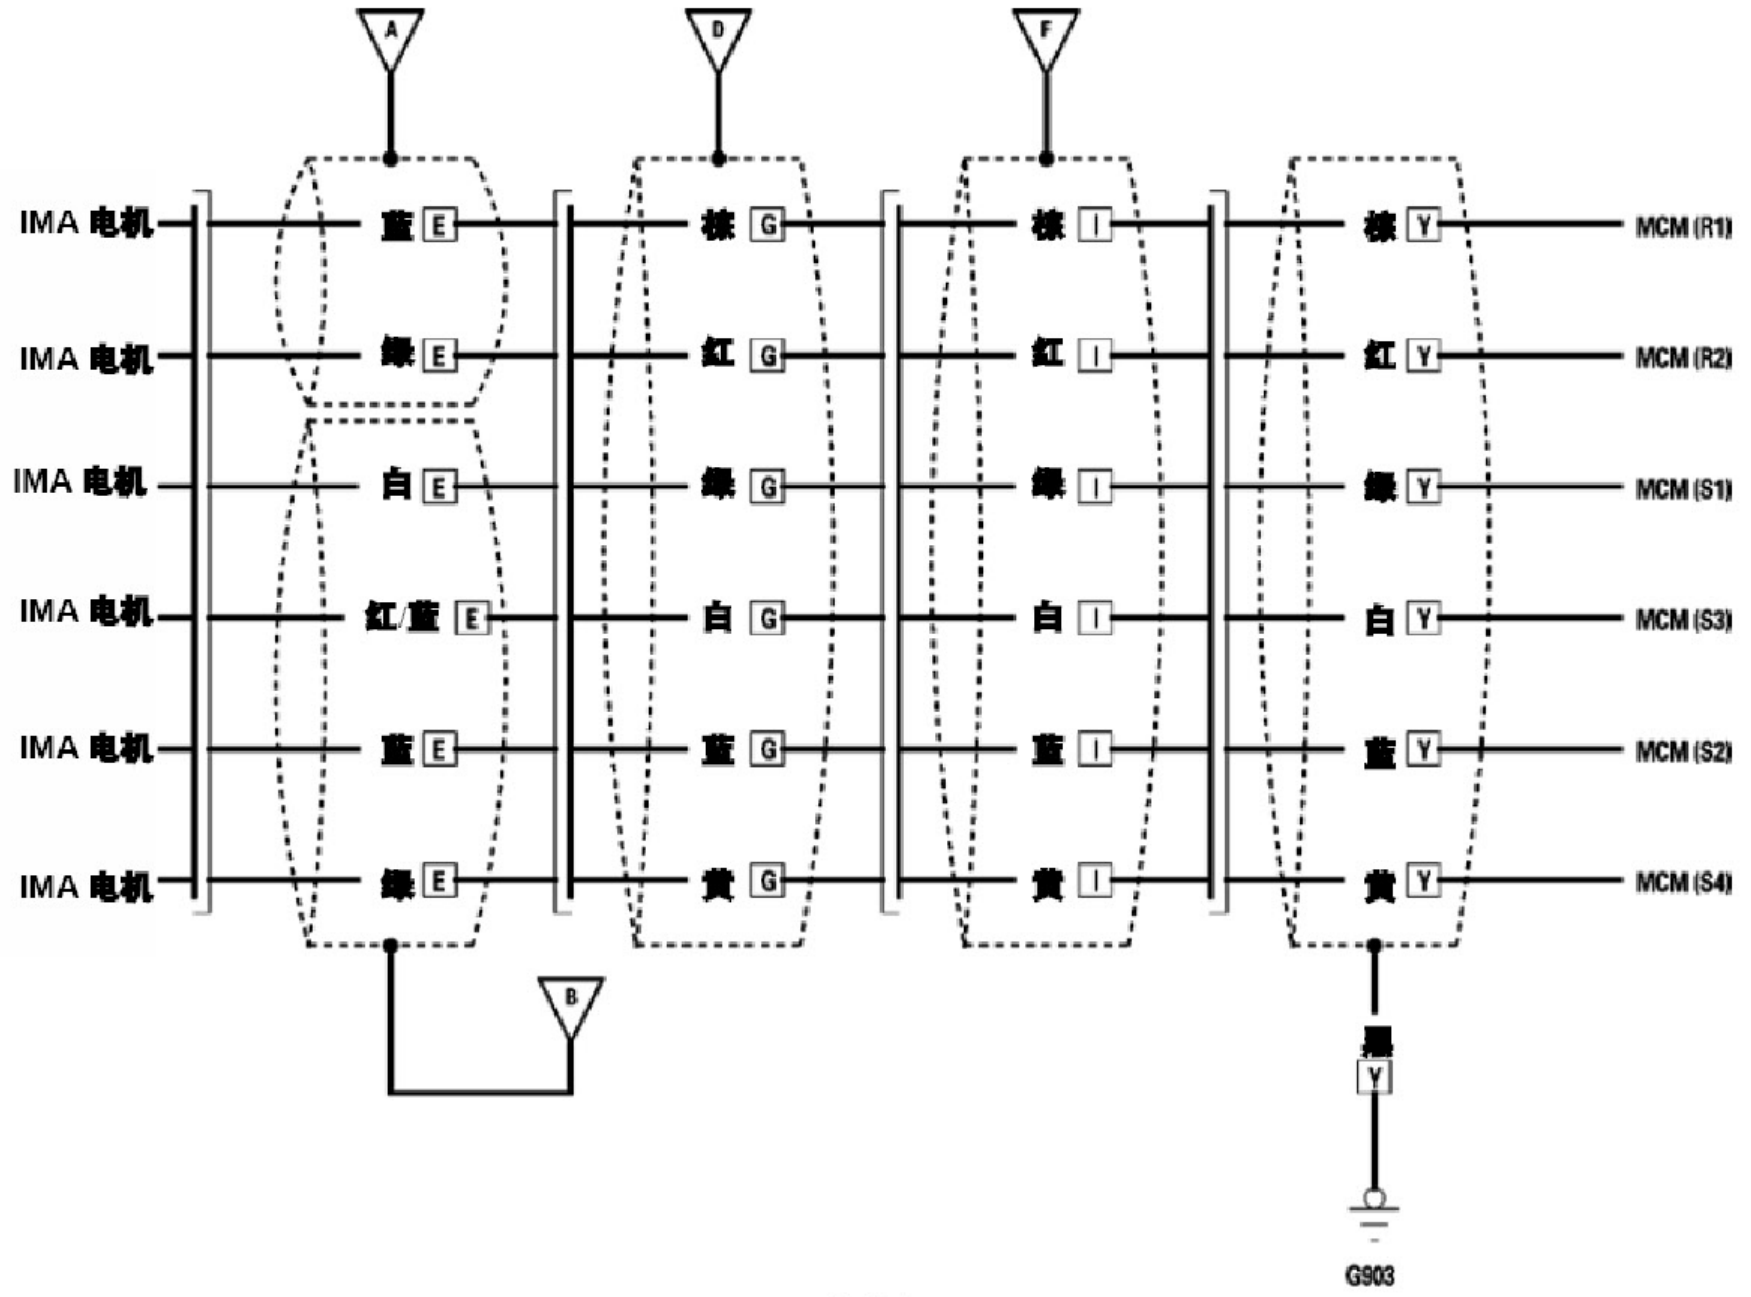 A D F
IMA 电机 蓝 E 棕 G 棕 I 棕 Y MCM (R1)
IMA 电机 绿 E 红 G 红 I 红 Y MCM (R2)
IMA 电机 白 E 绿 G 绿 I 绿 Y MCM (S1)
IMA 电机 红/蓝 E 白 G 白 I 白 Y MCM (S3)
IMA 电机 蓝 E 蓝 G 蓝 I 蓝 Y MCM (S2)
IMA 电机 绿 E 黄 G 黄 I 黄 Y MCM (S4)
B
黑
Y
G903